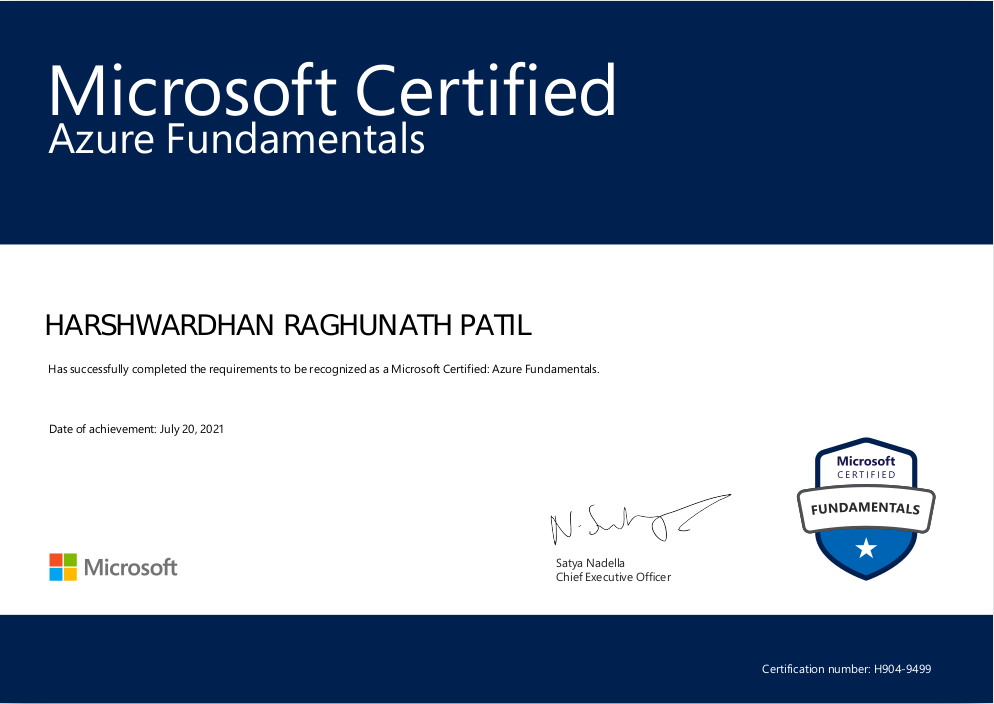 Microsoft Certified
Azure Fundamentals
HARSHWARDHAN RAGHUNATH PATIL
Has successfully completed the requirements to be recognized as a Microsoft Certified: Azure Fundamentals.
Date of achievement: July 20, 2021
Microsoft
CERTIFIED
FUNDAMENTALS
Satya Nadella
Chief Executive Officer
Microsoft
Certification number: H904-9499